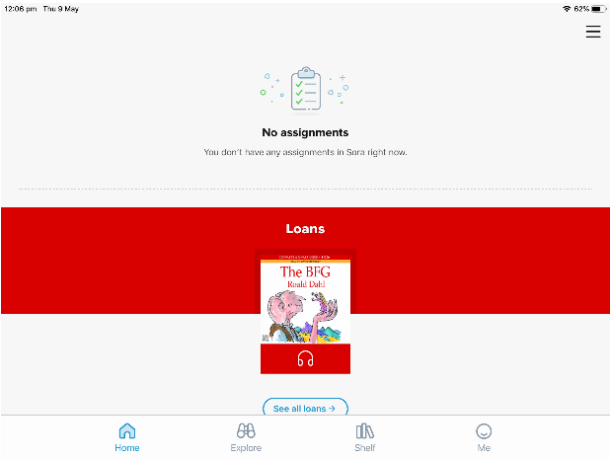 12:06 pm Thu 9 May
62%
No assignments
You don't have any assignments in Sora right now.
Loans
The BFG
Roald Dahl
See all loans →
Home
Explore
Shelf
Me